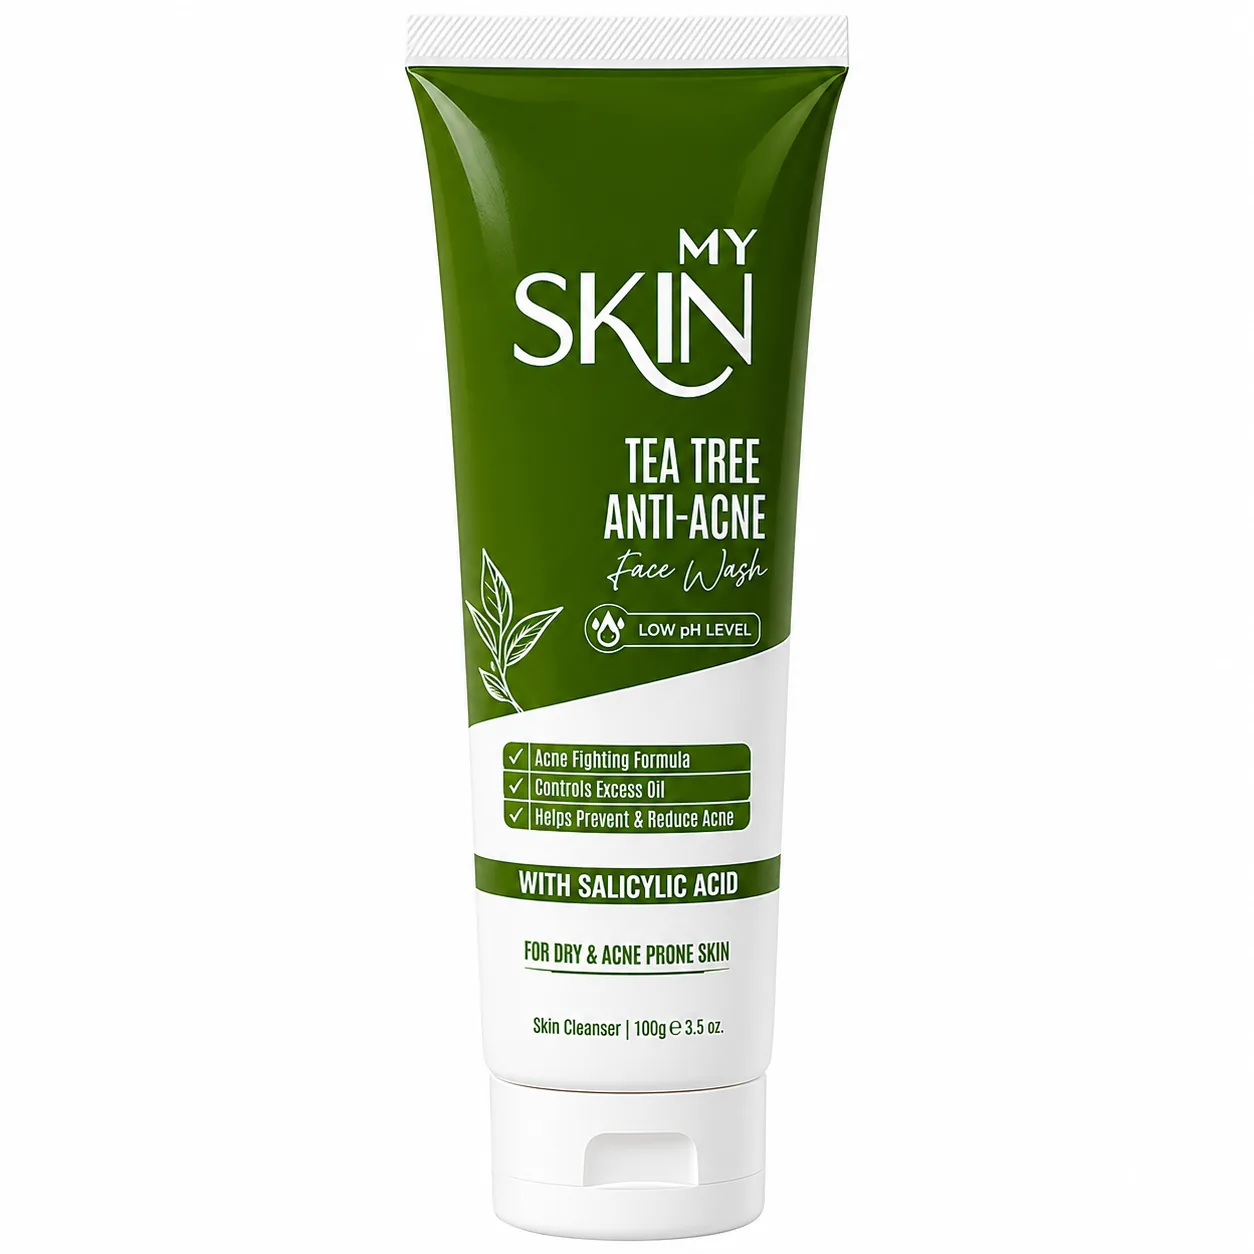 MY
SKIN
TEA TREE
ANTI-ACNE
Face Wash
LOW pH LEVEL
Acne Fighting Formula
Controls Excess Oil
Helps Prevent & Reduce Acne
WITH SALICYLIC ACID
FOR DRY & ACNE PRONE SKIN
Skin Cleanser | 100g ℮ 3.5 oz.